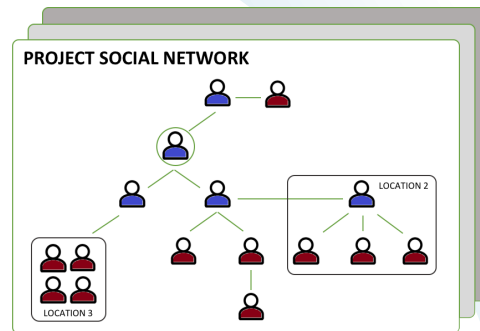 PROJECT SOCIAL NETWORK
LOCATION 2
LOCATION 3